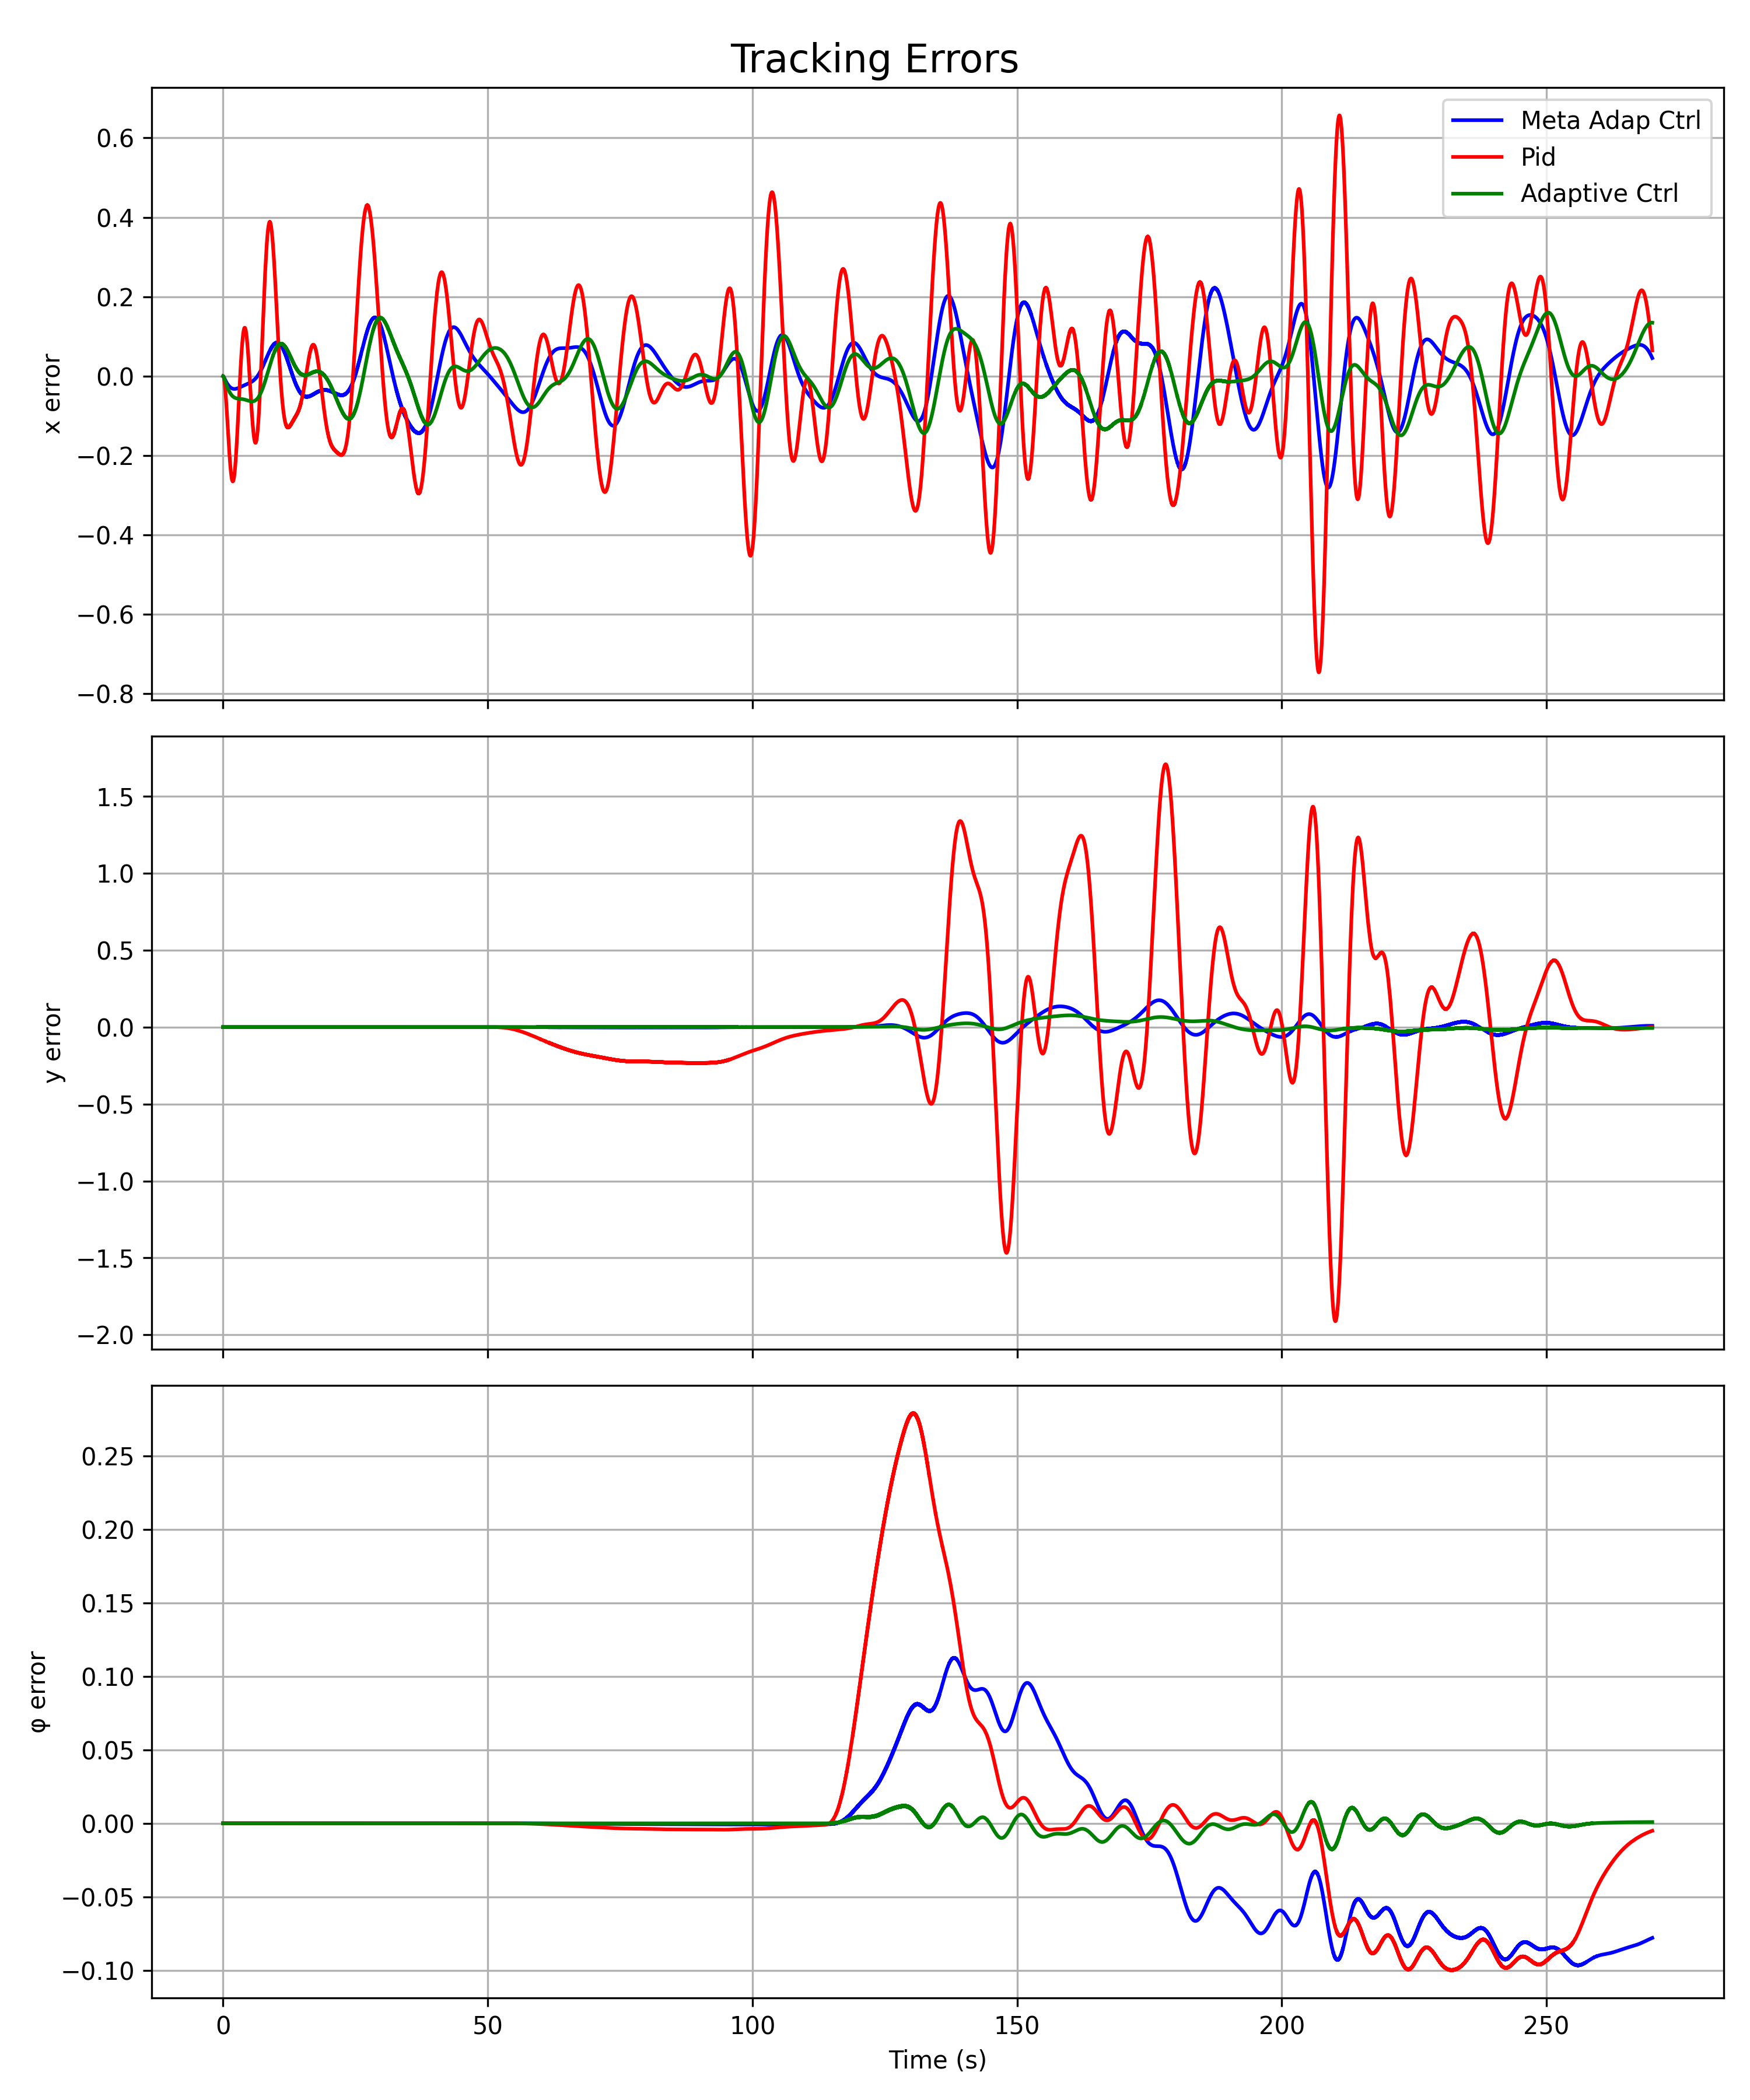 Tracking Errors
Meta Adap Ctrl
Pid
Adaptive Ctrl
0.6
0.4
0.2
0.0
−0.2
−0.4
−0.6
−0.8
x error
1.5
1.0
0.5
0.0
−0.5
−1.0
−1.5
−2.0
y error
0.25
0.20
0.15
0.10
0.05
0.00
−0.05
−0.10
φ error
0 50 100 150 200 250
Time (s)